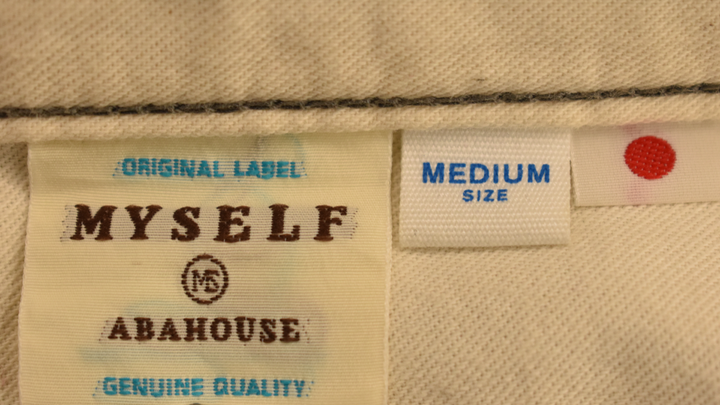 ORIGINAL LABEL
MYSELF
MS
ABAHOUSE
GENUINE QUALITY
MEDIUM
SIZE